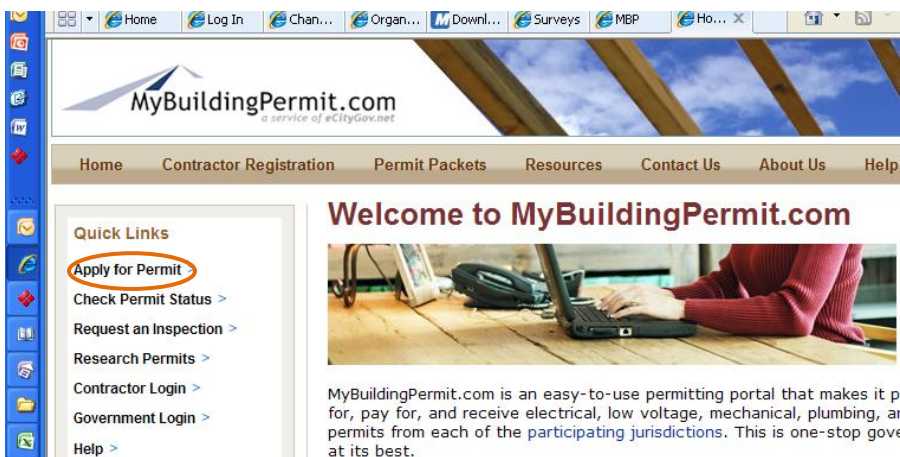 Home Log In Chan... Organ... M Downl... Surveys MBP Ho... X
MyBuildingPermit.com
a service of eCityGov.net
Home Contractor Registration Permit Packets Resources Contact Us About Us Help
Quick Links
Apply for Permit >
Check Permit Status >
Request an Inspection >
Research Permits >
Contractor Login >
Government Login >
Help >
Welcome to MyBuildingPermit.com
MyBuildingPermit.com is an easy-to-use permitting portal that makes it p
for, pay for, and receive electrical, low voltage, mechanical, plumbing, a
permits from each of the participating jurisdictions. This is one-stop gove
at its best.